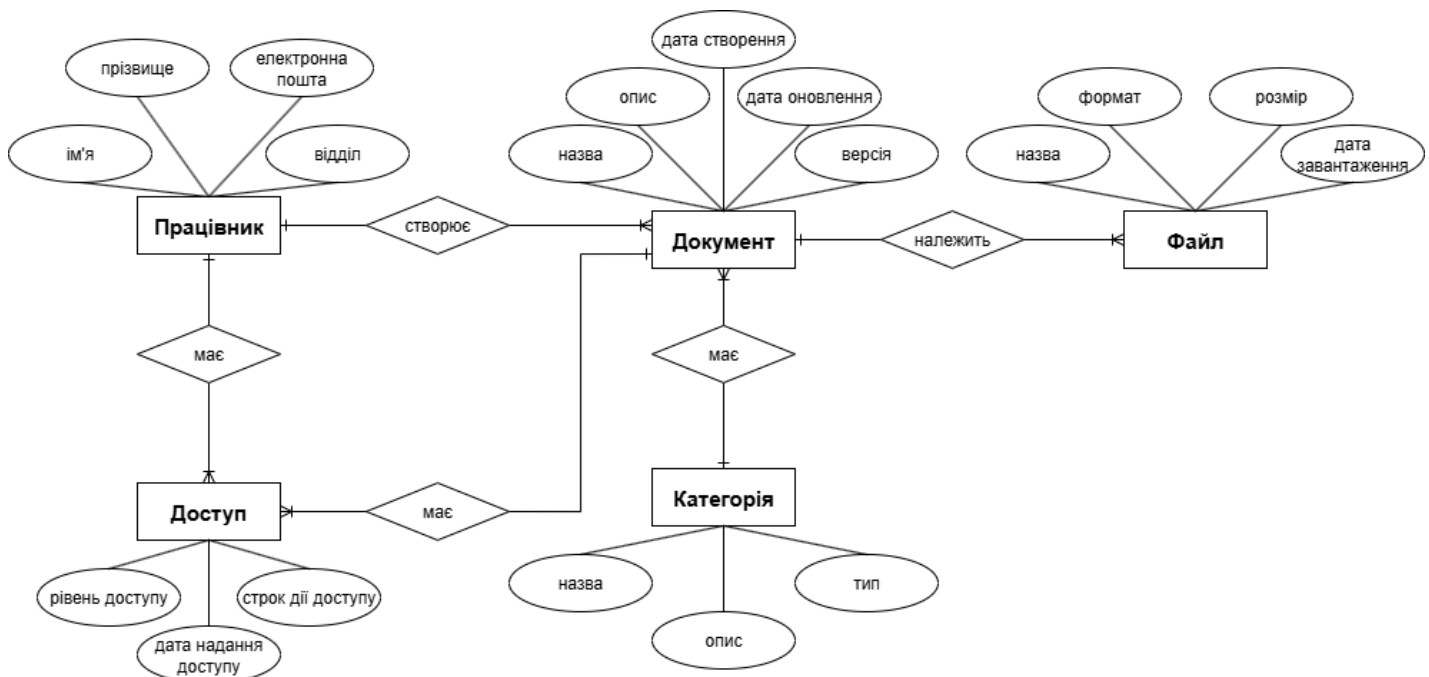 дата створення
прізвище
електронна
пошта
опис
дата оновлення
формат
розмір
ім'я
відділ
назва
версія
назва
дата
завантаження
Працівник
створює
Документ
належить
Файл
має
має
Доступ
має
Категорія
рівень доступу
строк дії доступу
назва
тип
дата надання
доступу
опис